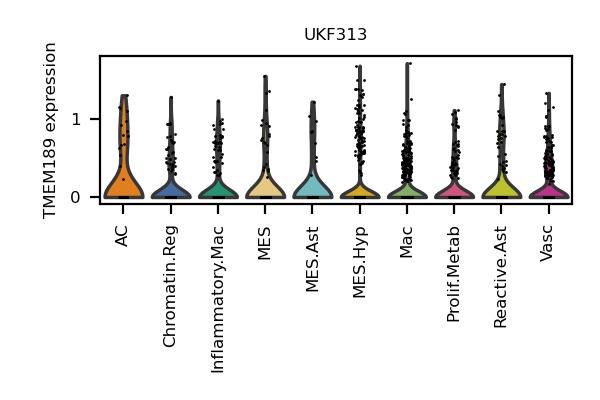 UKF313
TMEM189 expression
1
0
AC
Chromatin.Reg
Inflammatory.Mac
MES
MES.Ast
MES.Hyp
Mac
Prolif.Metab
Reactive.Ast
Vasc